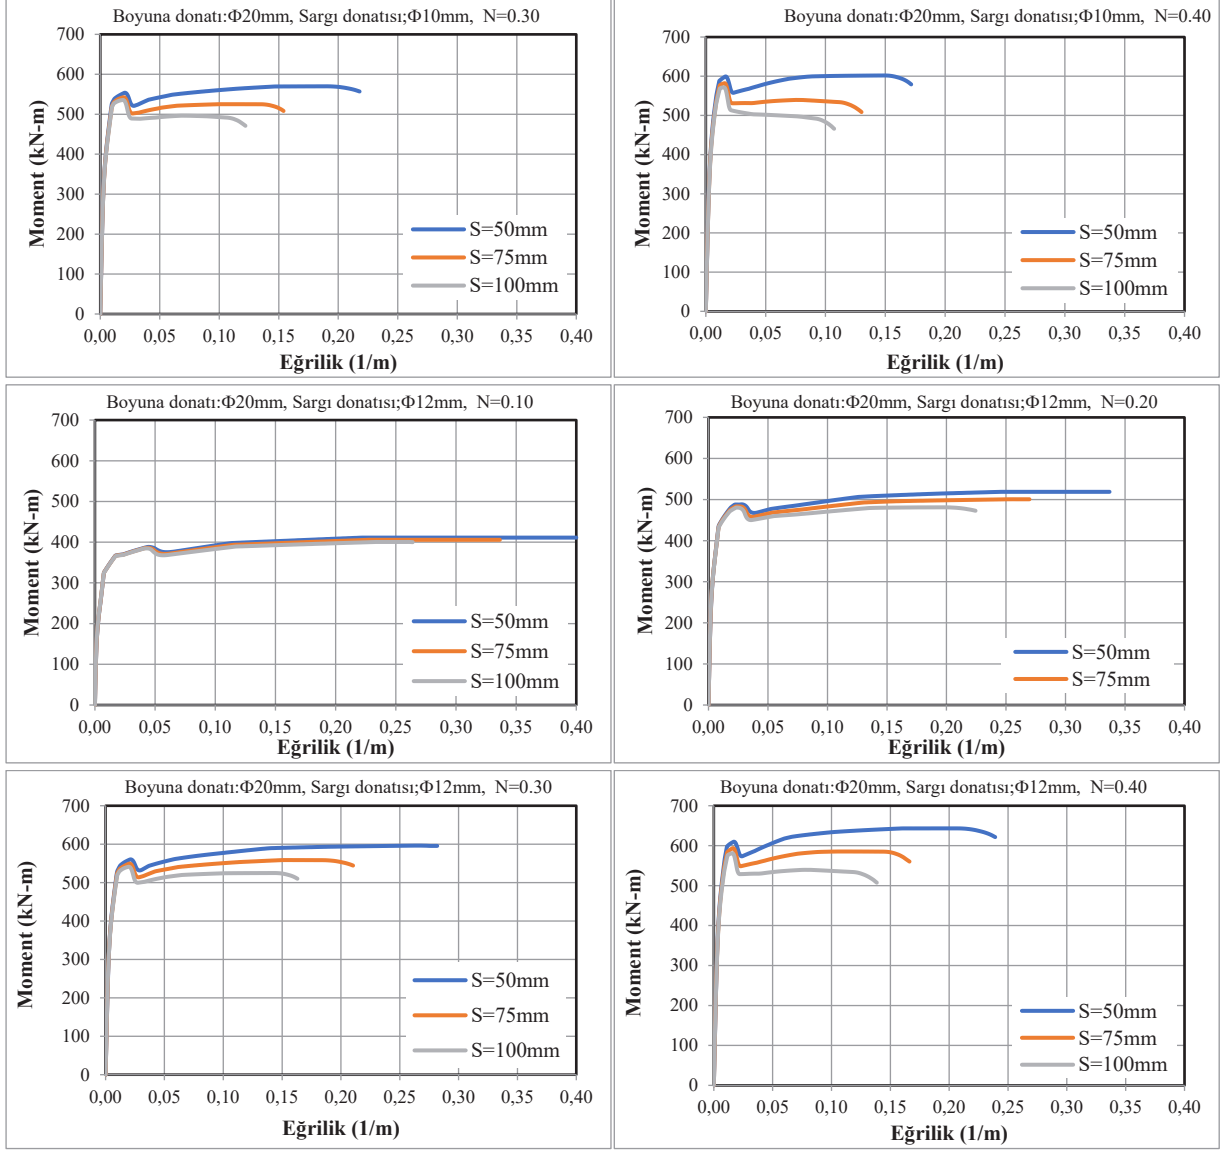 Boyuna donatı:Φ20mm, Sargı donatısı;Φ10mm, N=0.30
700
600
500
400
300
200
100
0
Moment (kN-m)
S=50mm
S=75mm
S=100mm
0,00 0,05 0,10 0,15 0,20 0,25 0,30 0,35 0,40
Eğrilik (1/m)
Boyuna donatı:Φ20mm, Sargı donatısı;Φ10mm, N=0.40
700
600
500
400
300
200
100
0
Moment (kN-m)
S=50mm
S=75mm
S=100mm
0,00 0,05 0,10 0,15 0,20 0,25 0,30 0,35 0,40
Eğrilik (1/m)
Boyuna donatı:Φ20mm, Sargı donatısı;Φ12mm, N=0.10
700
600
500
400
300
200
100
0
Moment (kN-m)
S=50mm
S=75mm
S=100mm
0,00 0,05 0,10 0,15 0,20 0,25 0,30 0,35 0,40
Eğrilik (1/m)
Boyuna donatı:Φ20mm, Sargı donatısı;Φ12mm, N=0.20
700
600
500
400
300
200
100
0
Moment (kN-m)
S=50mm
S=75mm
0,00 0,05 0,10 0,15 0,20 0,25 0,30 0,35 0,40
Eğrilik (1/m)
Boyuna donatı:Φ20mm, Sargı donatısı;Φ12mm, N=0.30
700
600
500
400
300
200
100
0
Moment (kN-m)
S=50mm
S=75mm
S=100mm
0,00 0,05 0,10 0,15 0,20 0,25 0,30 0,35 0,40
Eğrilik (1/m)
Boyuna donatı:Φ20mm, Sargı donatısı;Φ12mm, N=0.40
700
600
500
400
300
200
100
0
Moment (kN-m)
S=50mm
S=75mm
S=100mm
0,00 0,05 0,10 0,15 0,20 0,25 0,30 0,35 0,40
Eğrilik (1/m)